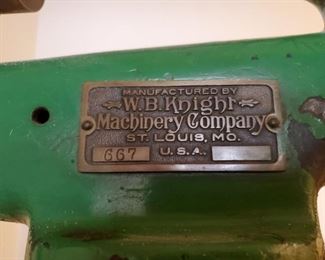 MANUFACTURED BY
W.B. Knight
Machinery Company
ST. LOUIS, MO.
667 U.S.A.